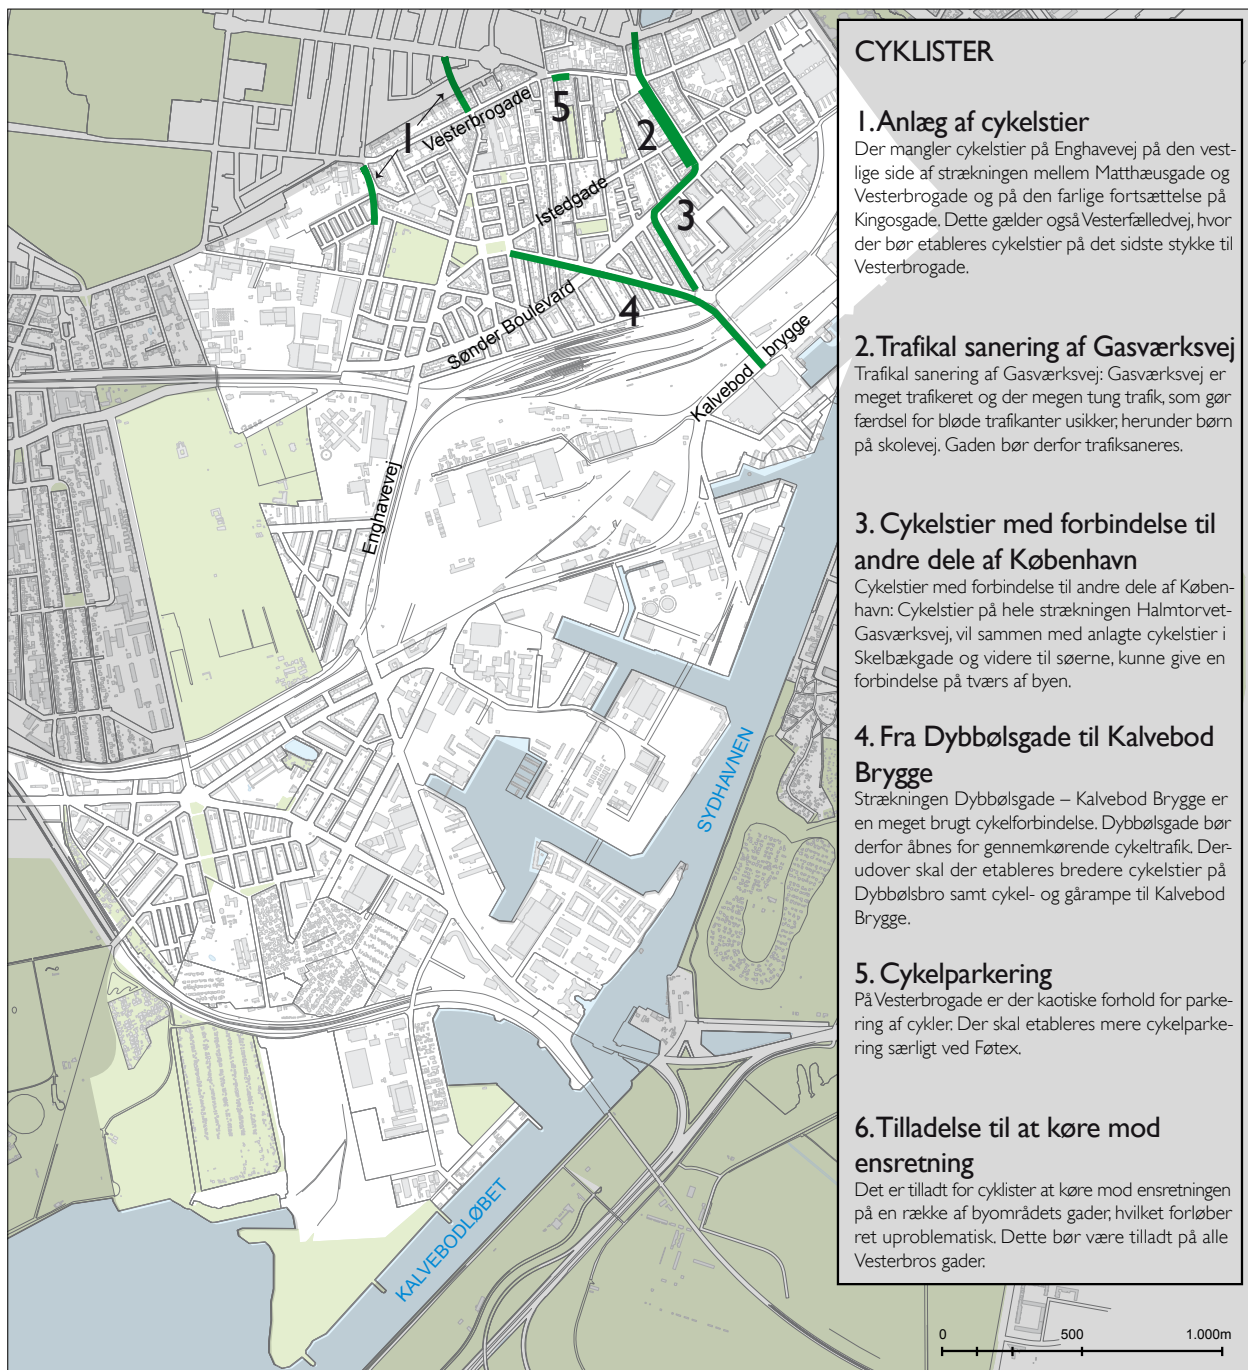 CYKLISTER
1. Anlæg af cykelstier
Der mangler cykelstier på Enghavevej på den vest-
lige side af strækningen mellem Matthæusgade og
Vesterbrogade og på den farlige fortsættelse på
Kingosgade. Dette gælder også Vesterfælledvej, hvor
der bør etableres cykelstier på det sidste stykke til
Vesterbrogade.
2. Trafikal sanering af Gasværksvej
Trafikal sanering af Gasværksvej: Gasværksvej er
meget trafikeret og der megen tung trafik, som gør
færdsel for bløde trafikanter usikker, herunder børn
på skolevej. Gaden bør derfor trafiksaneres.
3. Cykelstier med forbindelse til
andre dele af København
Cykelstier med forbindelse til andre dele af Køben-
havn: Cykelstier på hele strækningen Halmtorvet-
Gasværksvej, vil sammen med anlagte cykelstier i
Skelbækgade og videre til søerne, kunne give en
forbindelse på tværs af byen.
4. Fra Dybbølsgade til Kalvebod
Brygge
Strækningen Dybbølsgade – Kalvebod Brygge er
en meget brugt cykelforbindelse. Dybbølsgade bør
derfor åbnes for gennemkørende cykeltrafik. Der-
udover skal der etableres bredere cykelstier på
Dybbølsbro samt cykel- og gårampe til Kalvebod
Brygge.
5. Cykelparkering
På Vesterbrogade er der kaotiske forhold for parke-
ring af cykler. Der skal etableres mere cykelparke-
ring særligt ved Føtex.
6. Tilladelse til at køre mod
ensretning
Det er tilladt for cyklister at køre mod ensretningen
på en række af byområdets gader, hvilket forløber
ret uproblematisk. Dette bør være tilladt på alle
Vesterbros gader.
1
5
2
3
4
Vesterbrogade
Istedgade
Sønder Boulevard
Kalvebod brygge
Enghavevej
SYDHAVNEN
KALVEBODLØBET
0 500 1.000m